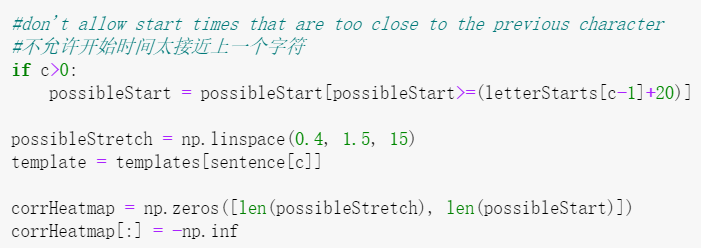 #don't allow start times that are too close to the previous character
#不允许开始时间太接近上一个字符
if c>0:
    possibleStart = possibleStart[possibleStart>=(letterStarts[c-1]+20)]

possibleStretch = np.linspace(0.4, 1.5, 15)
template = templates[sentence[c]]

corrHeatmap = np.zeros([len(possibleStretch), len(possibleStart)])
corrHeatmap[:] = -np.inf